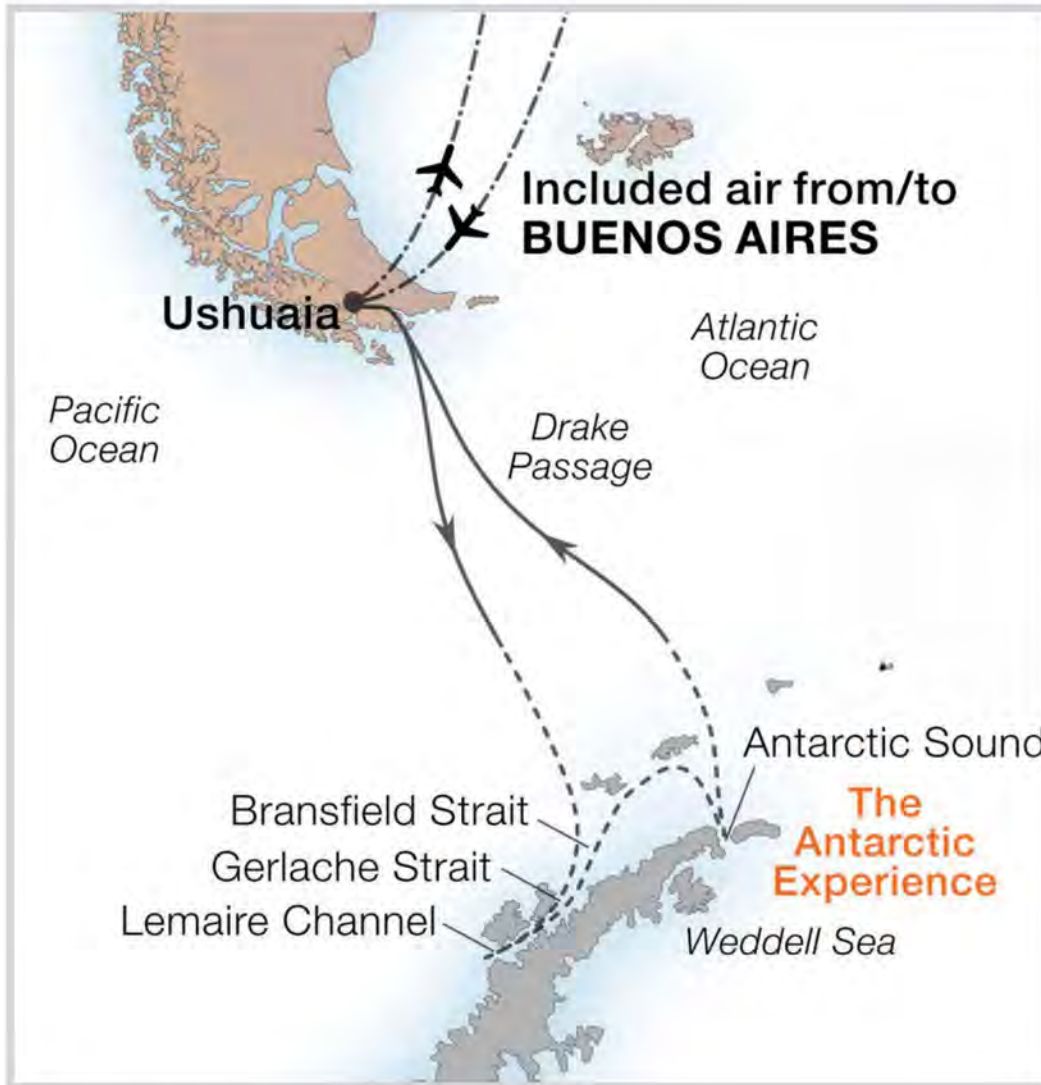 Included air from/to
BUENOS AIRES
Ushuaia
Atlantic
Ocean
Pacific
Ocean
Drake
Passage
Antarctic Sound
Bransfield Strait
The
Antarctic
Experience
Gerlache Strait
Lemaire Channel
Weddell Sea